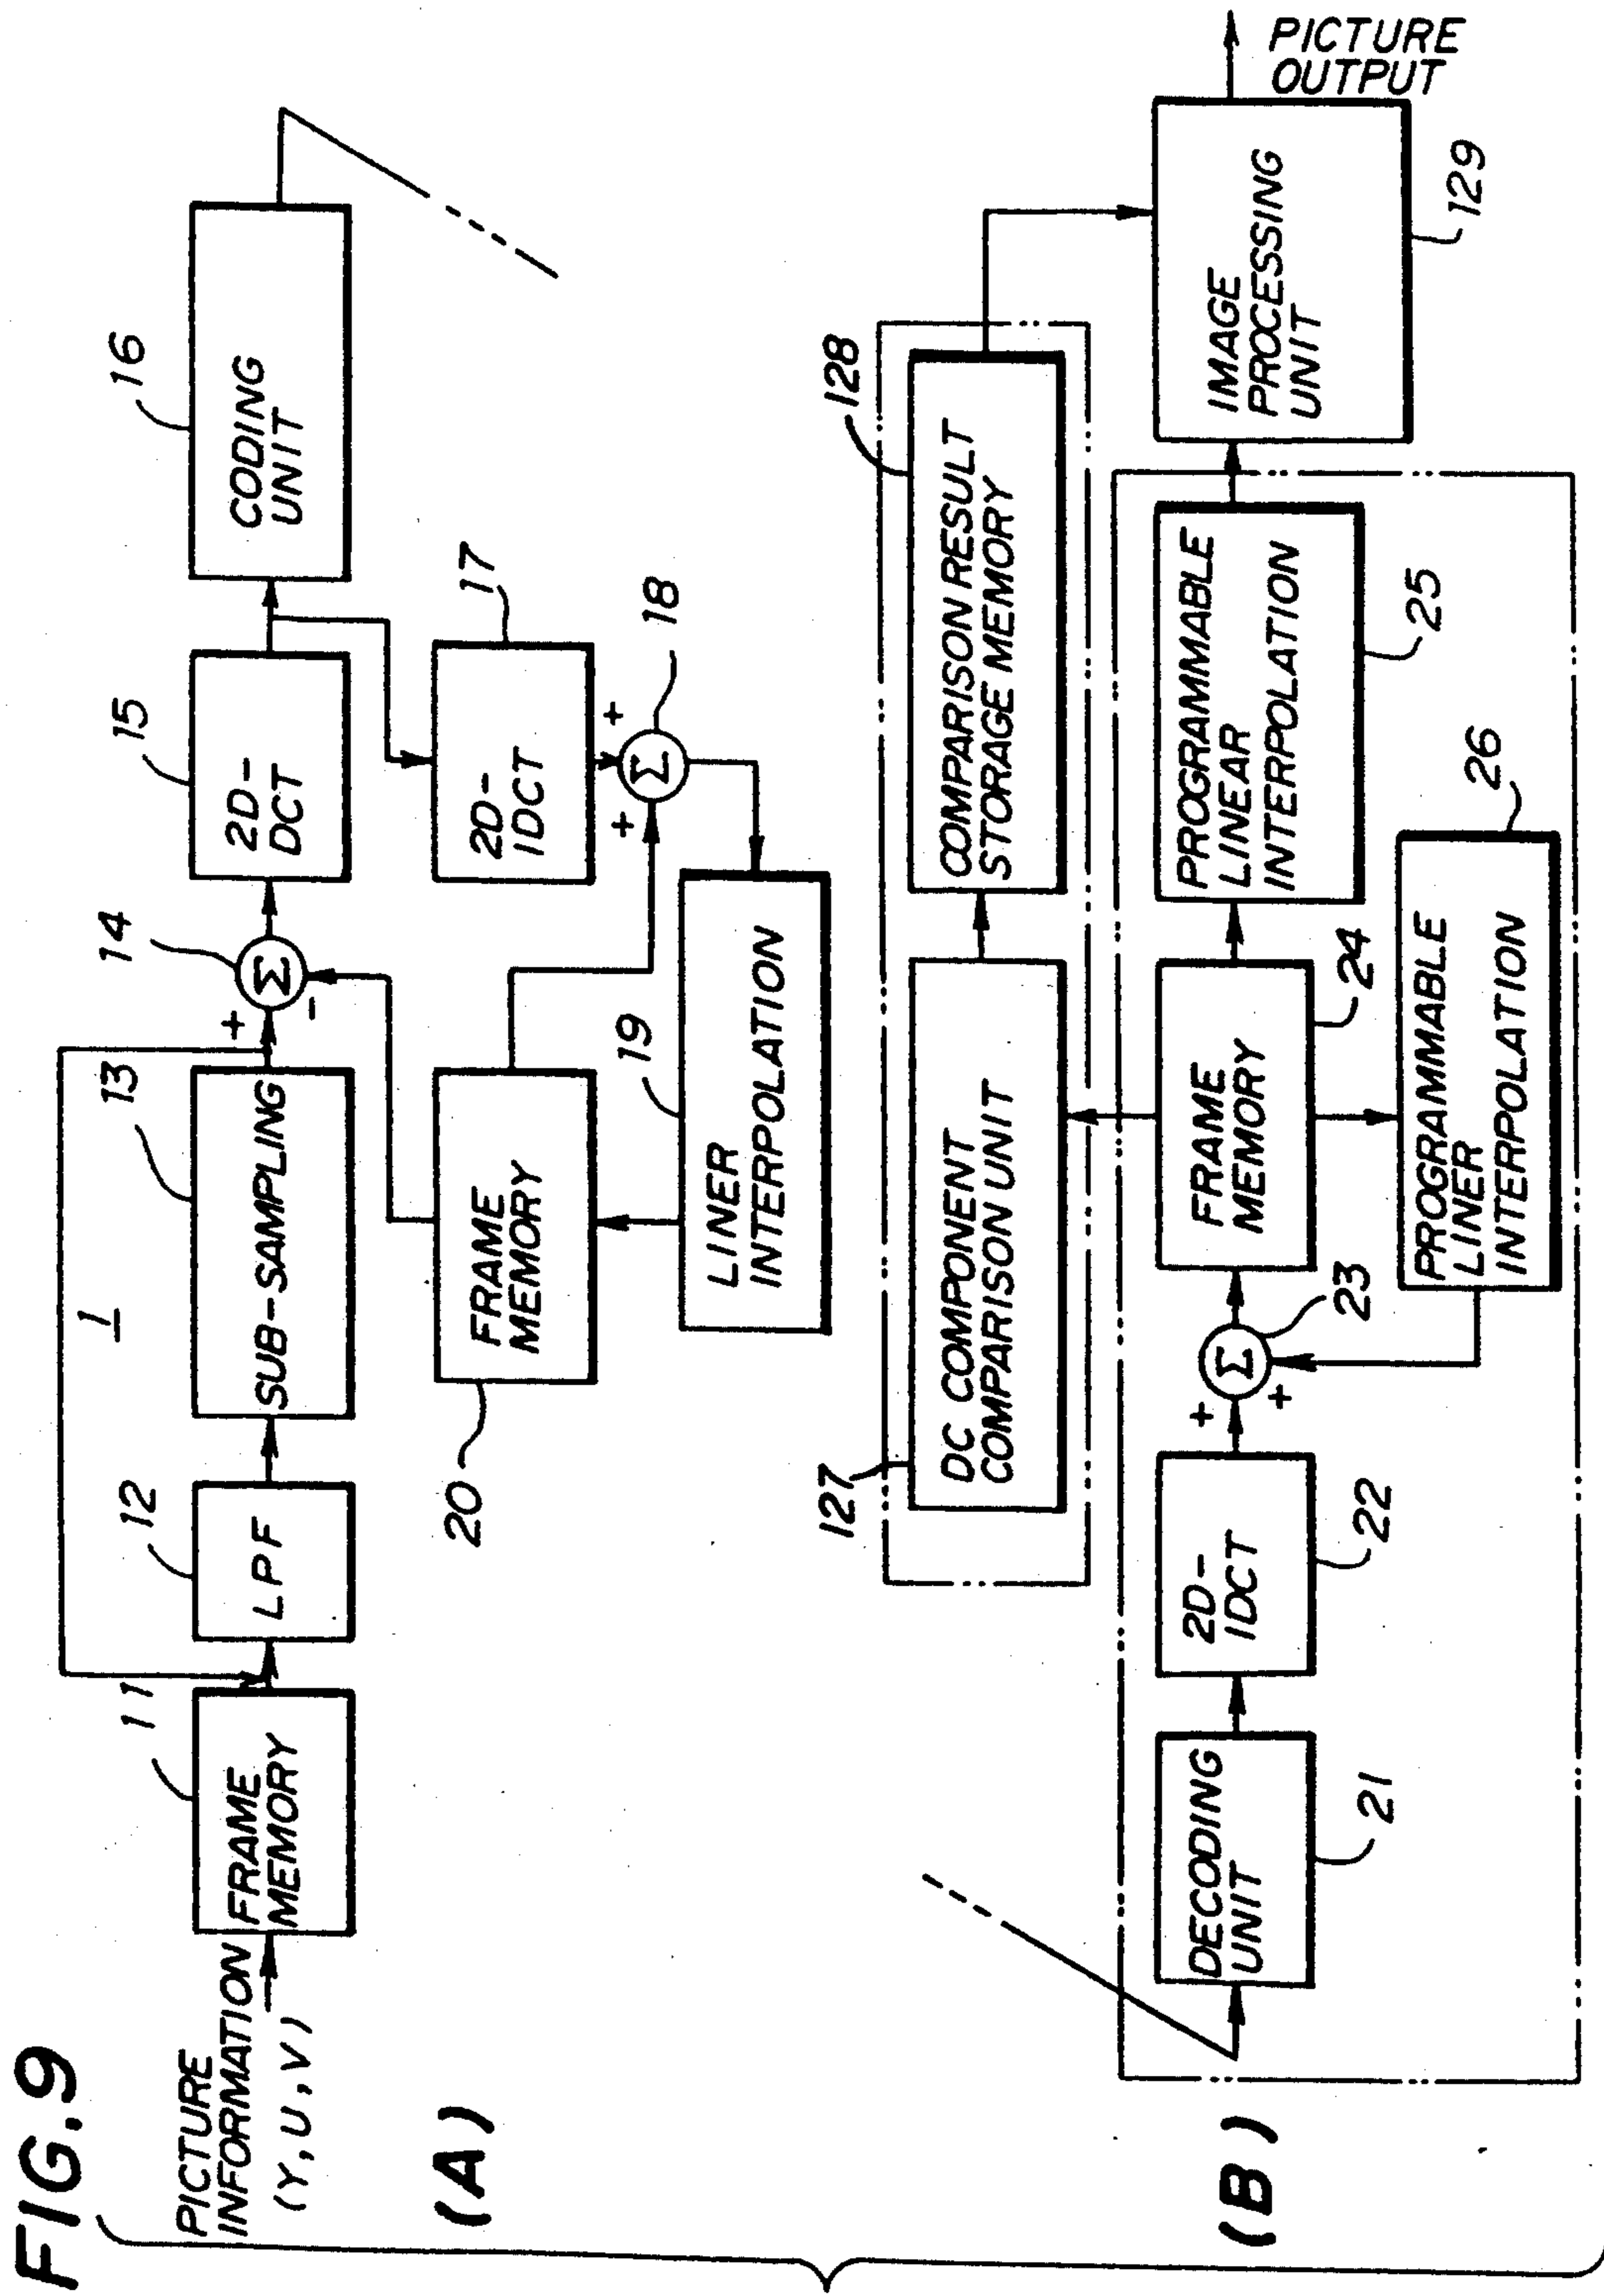 FIG.9
PICTURE
INFORMATION
(Y, U, V)
(A)
1
11
FRAME
MEMORY
12
LPF
13
SUB-SAMPLING
14
+
-
Σ
15
2D-
DCT
16
CODING
UNIT
17
2D-
IDCT
18
+
+
Σ
19
LINER
INTERPOLATION
20
FRAME
MEMORY
(B)
127
DC COMPONENT
COMPARISON UNIT
128
COMPARISON RESULT
STORAGE MEMORY
21
DECODING
UNIT
22
2D-
IDCT
23
+
+
Σ
24
FRAME
MEMORY
25
PROGRAMMABLE
LINEAR
INTERPOLATION
26
PROGRAMMABLE
LINER
INTERPOLATION
129
IMAGE
PROCESSING
UNIT
PICTURE
OUTPUT